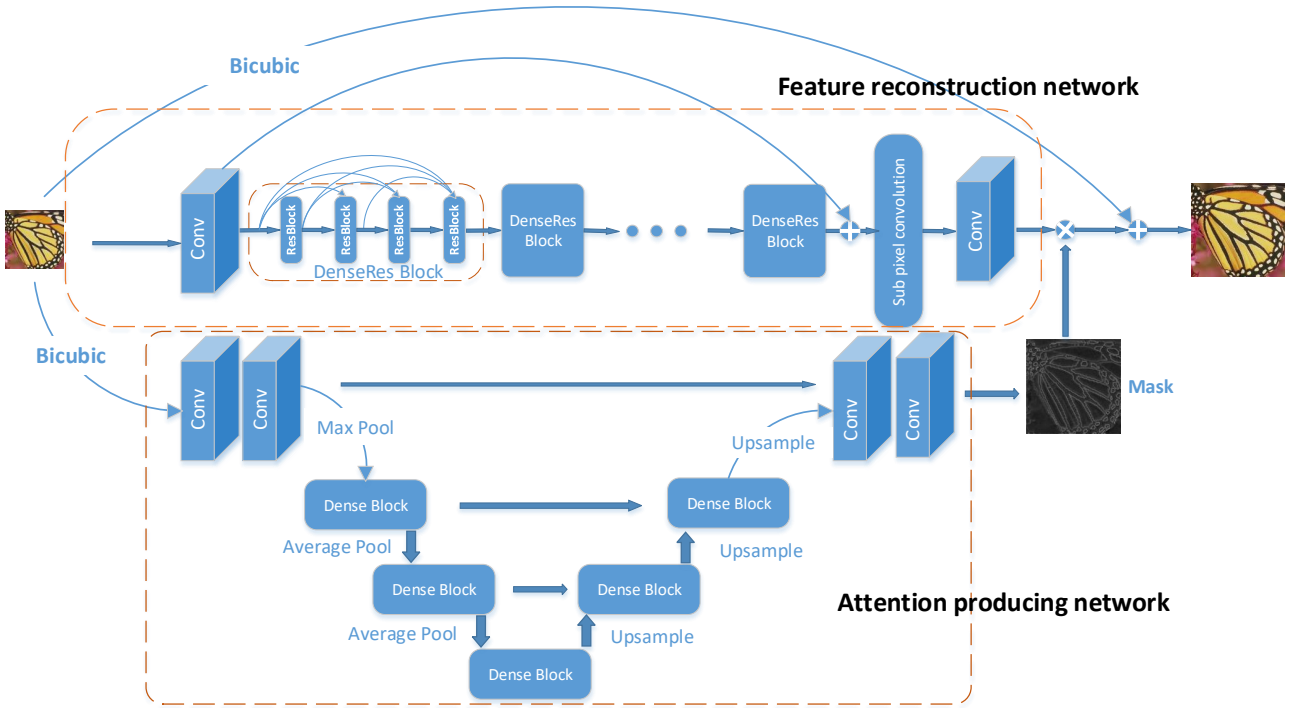 Bicubic
Feature reconstruction network
Conv
ResBlock
ResBlock
ResBlock
ResBlock
DenseRes Block
DenseRes
Block
DenseRes
Block
Sub pixel convolution
Conv
Bicubic
Conv
Conv
Max Pool
Conv
Conv
Mask
Upsample
Dense Block
Dense Block
Average Pool
Upsample
Dense Block
Dense Block
Attention producing network
Average Pool
Upsample
Dense Block